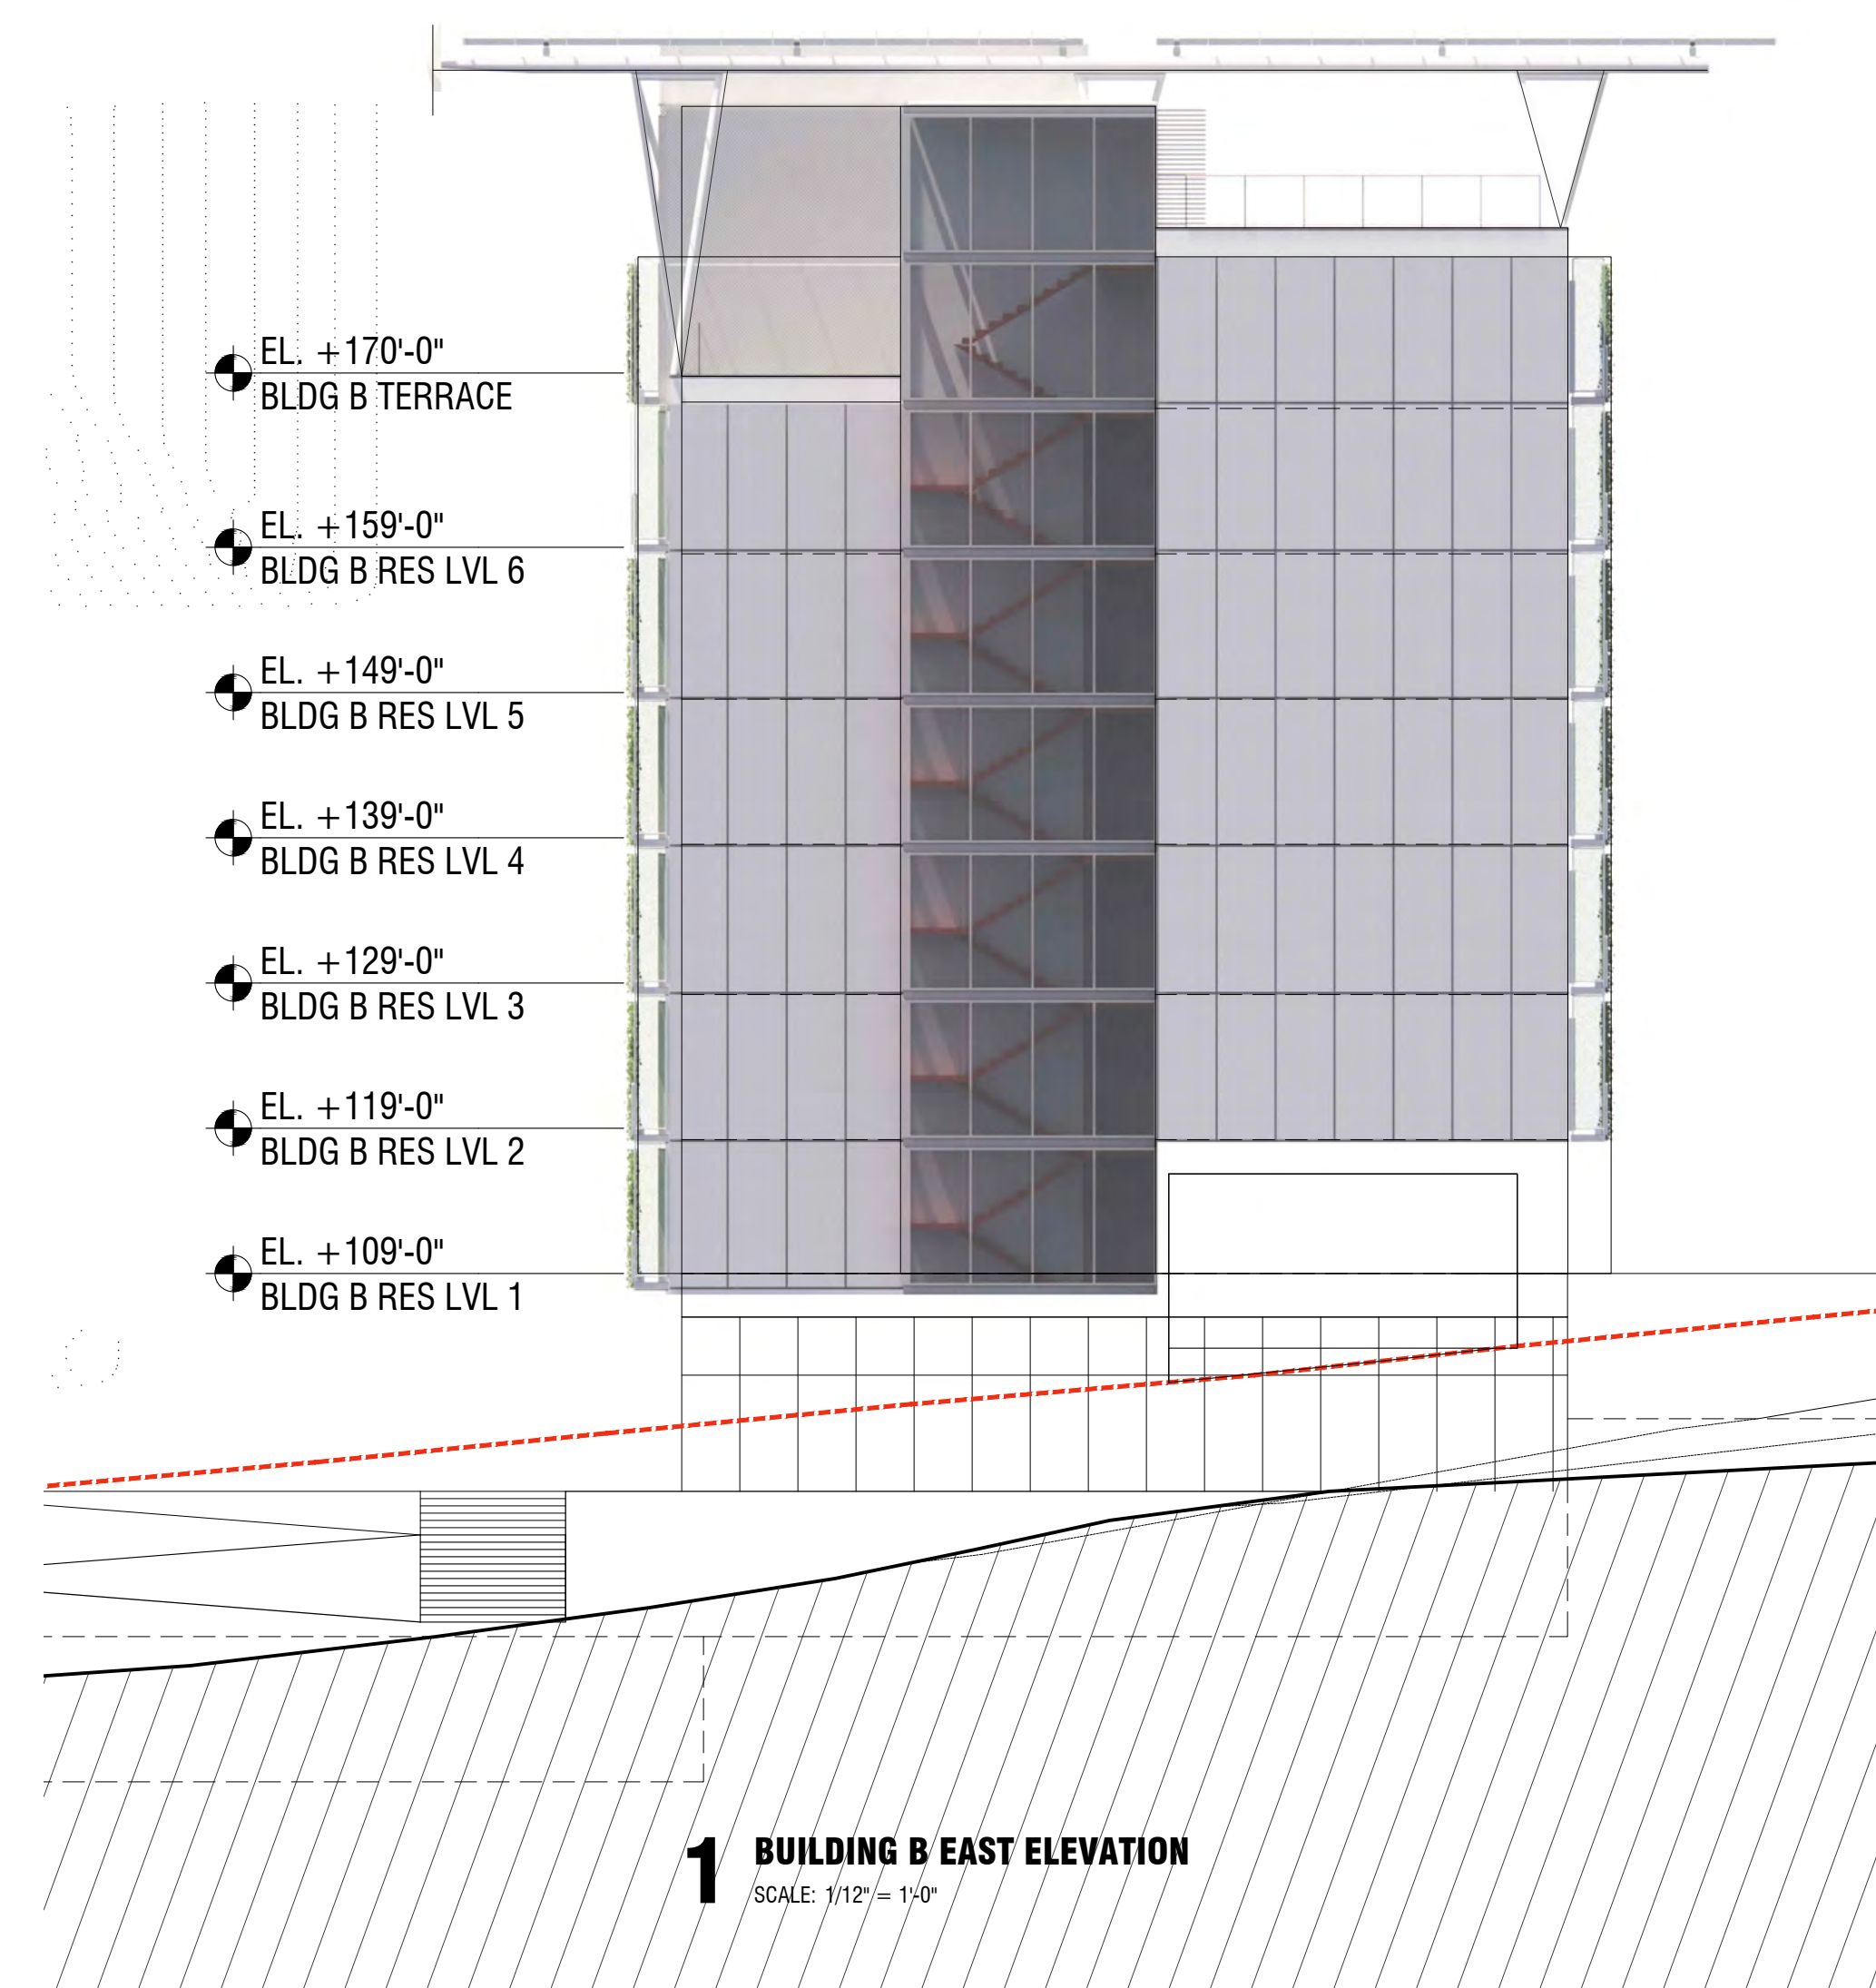 EL. +170'-0"
BLDG B TERRACE
EL. +159'-0"
BLDG B RES LVL 6
EL. +149'-0"
BLDG B RES LVL 5
EL. +139'-0"
BLDG B RES LVL 4
EL. +129'-0"
BLDG B RES LVL 3
EL. +119'-0"
BLDG B RES LVL 2
EL. +109'-0"
BLDG B RES LVL 1
1 BUILDING B EAST ELEVATION
SCALE: 1/12" = 1'-0"